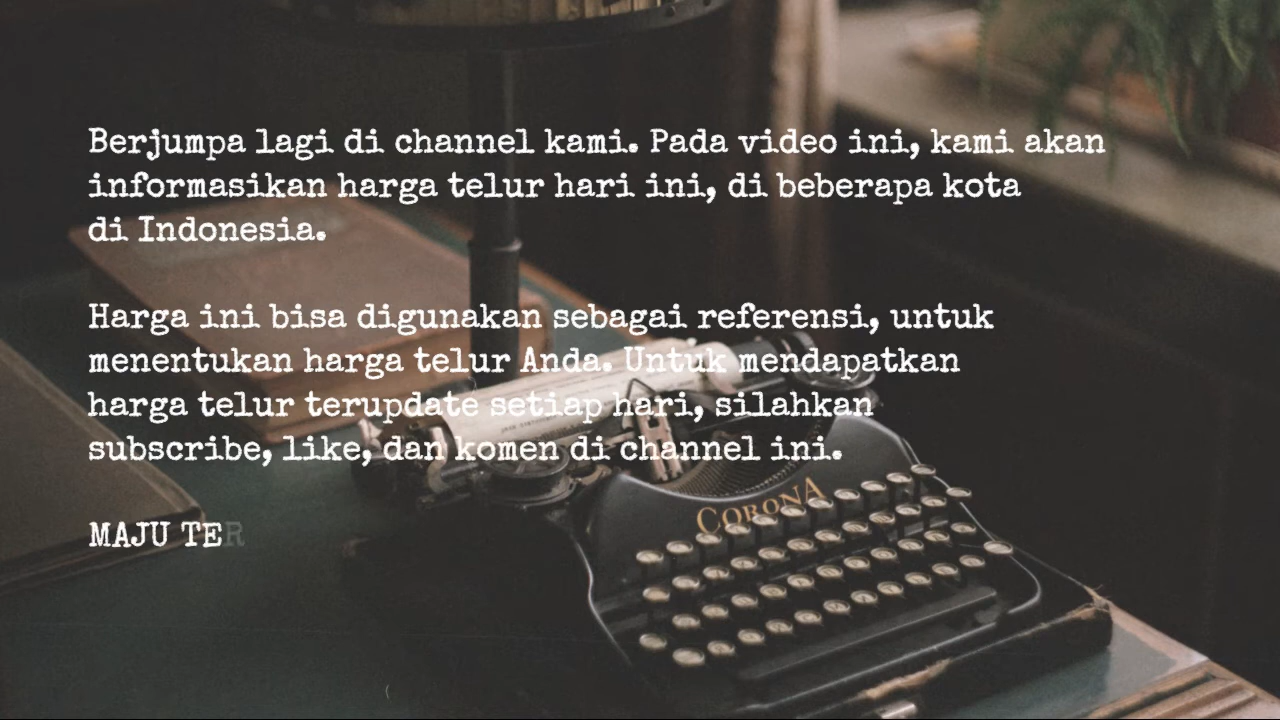 Berjumpa lagi di channel kami. Pada video ini, kami akan
informasikan harga telur hari ini, di beberapa kota
di Indonesia.
Harga ini bisa digunakan sebagai referensi, untuk
menentukan harga telur Anda. Untuk mendapatkan
harga telur terupdate setiap hari, silahkan
subscribe, like, dan komen di channel ini.
MAJU TER
CORONA